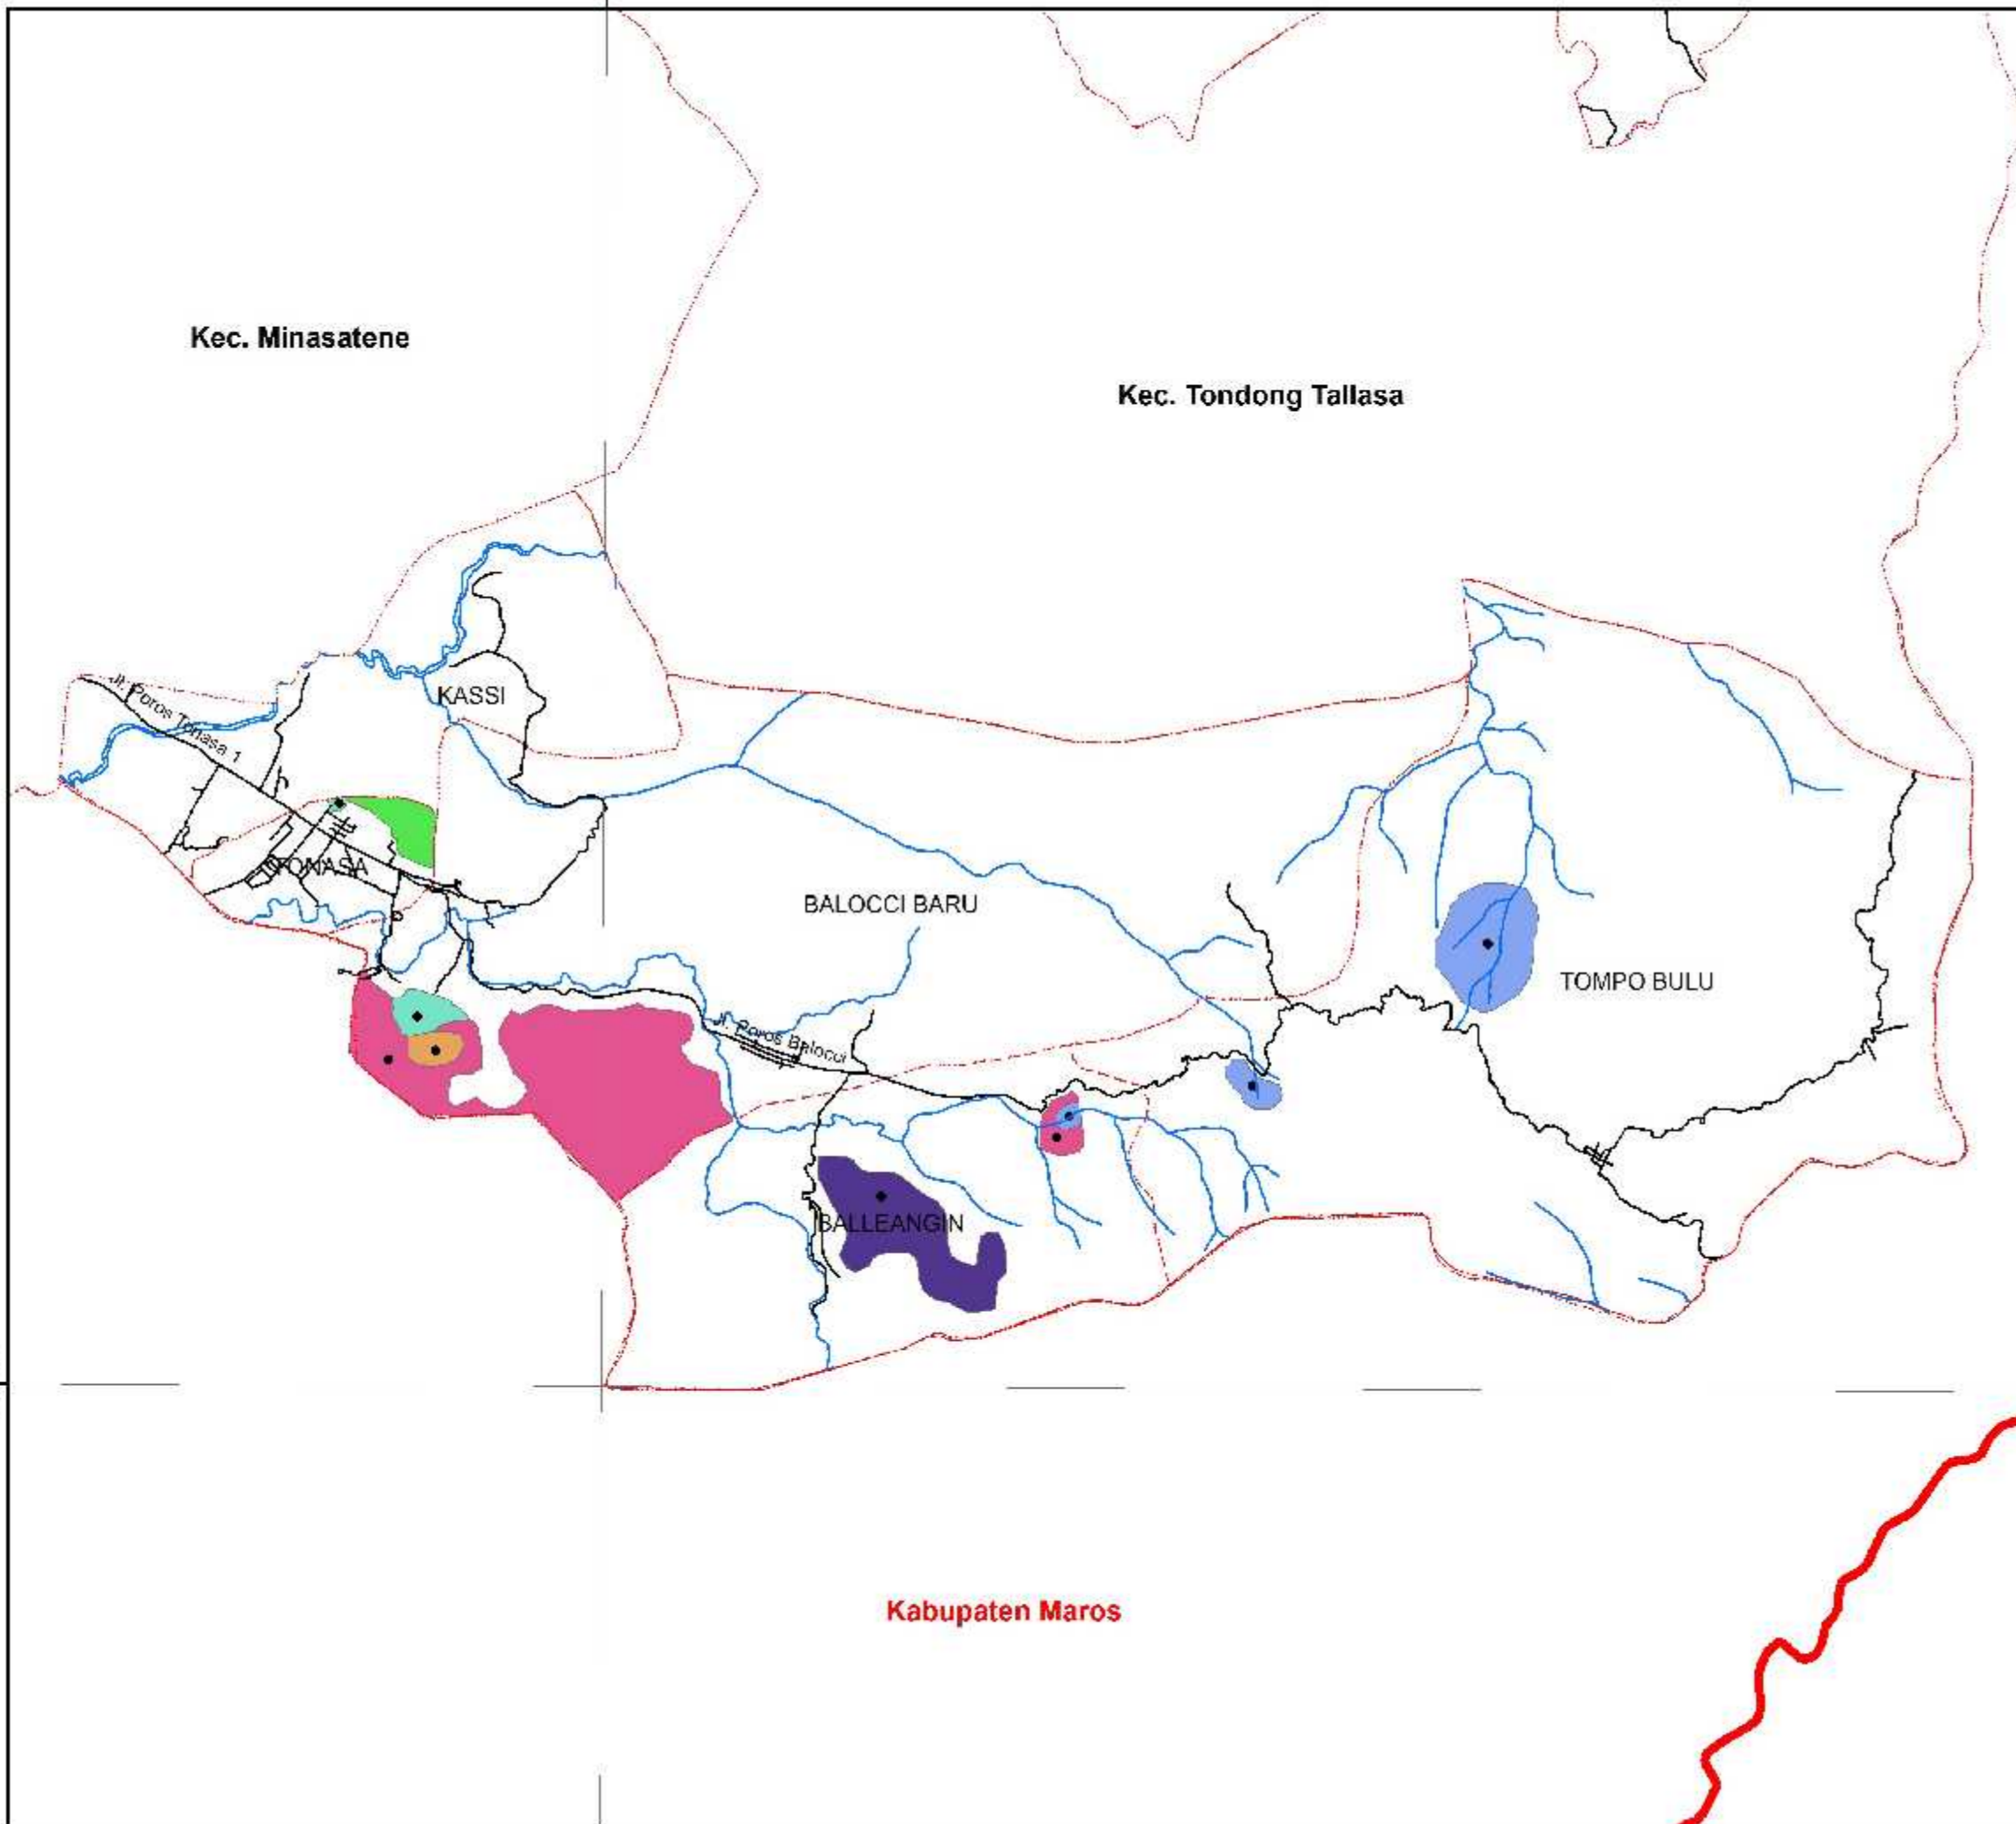 Kec. Minasatene
Kec. Tondong Tallasa
KASSI
Jl. Poros Tonasa 1
TONASA
BALOCCI BARU
TOMPO BULU
Jl. Poros Balocci
BALLEANGIN
Kabupaten Maros